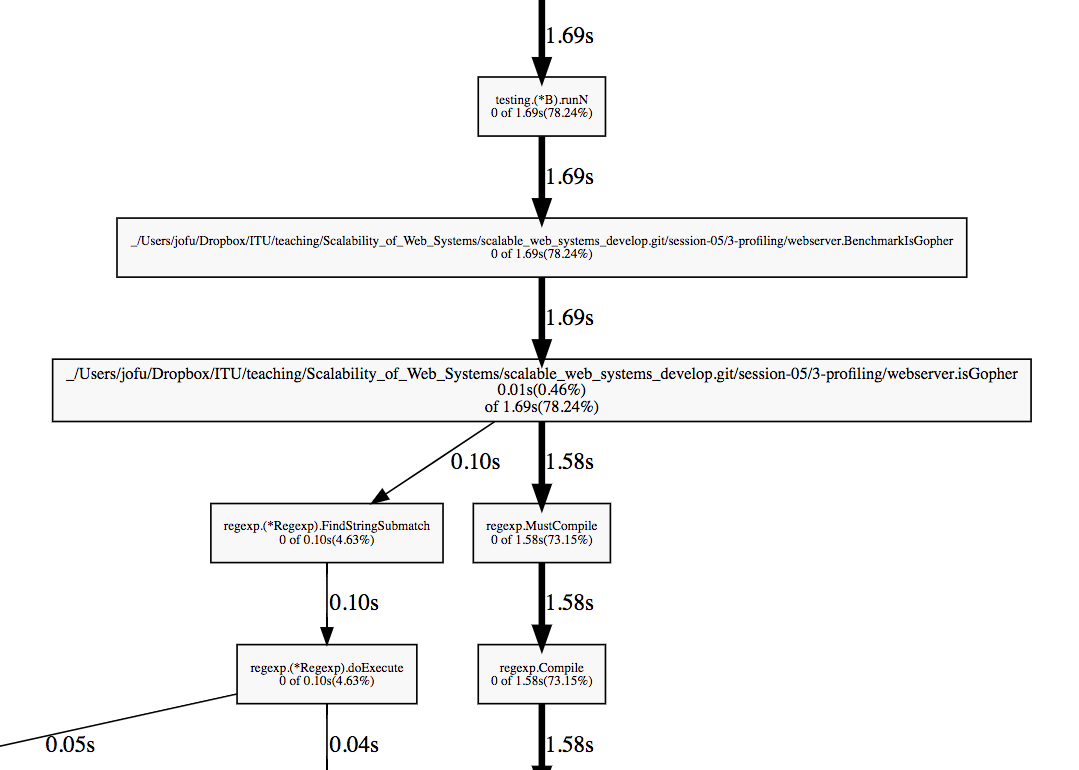 1.69s
testing.(*B).runN
0 of 1.69s(78.24%)
1.69s
_/Users/jofu/Dropbox/ITU/teaching/Scalability_of_Web_Systems/scalable_web_systems_develop.git/session-05/3-profiling/webserver.BenchmarkIsGopher
0 of 1.69s(78.24%)
1.69s
_/Users/jofu/Dropbox/ITU/teaching/Scalability_of_Web_Systems/scalable_web_systems_develop.git/session-05/3-profiling/webserver.isGopher
0.01s(0.46%)
of 1.69s(78.24%)
0.10s
1.58s
regexp.(*Regexp).FindStringSubmatch
0 of 0.10s(4.63%)
regexp.MustCompile
0 of 1.58s(73.15%)
0.10s
1.58s
regexp.(*Regexp).doExecute
0 of 0.10s(4.63%)
regexp.Compile
0 of 1.58s(73.15%)
0.05s
0.04s
1.58s